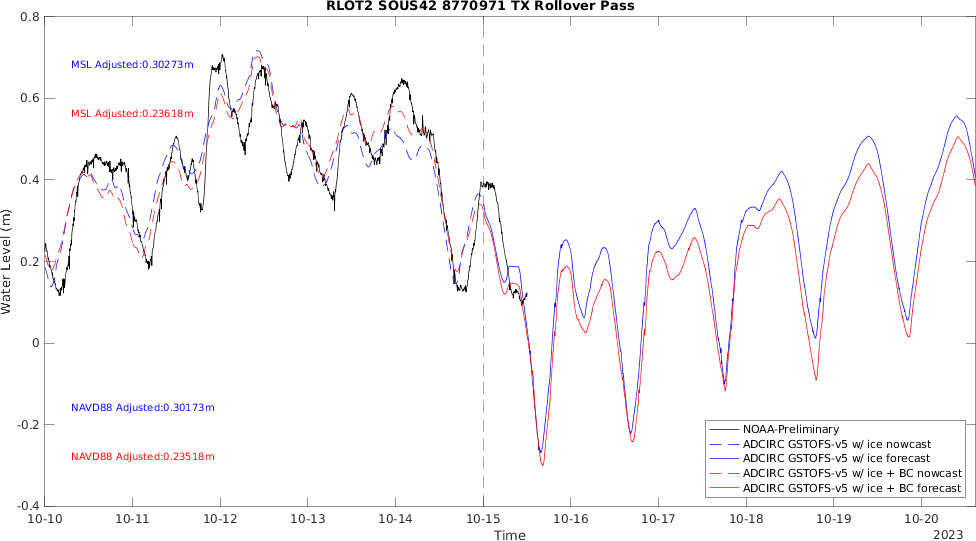 RLOT2 SOUS42 8770971 TX Rollover Pass
0.8
MSL Adjusted:0.30273m
0.6
MSL Adjusted:0.23618m
0.4
Water Level (m)
0.2
0
NAVD88 Adjusted:0.30173m
-0.2
NOAA-Preliminary
ADCIRC GSTOFS-v5 w/ ice nowcast
NAVD88 Adjusted:0.23518m
ADCIRC GSTOFS-v5 w/ ice forecast
ADCIRC GSTOFS-v5 w/ ice + BC nowcast
ADCIRC GSTOFS-v5 w/ ice + BC forecast
-0.4
10-10 10-11 10-12 10-13 10-14 10-15 10-16 10-17 10-18 10-19 10-20
Time
2023